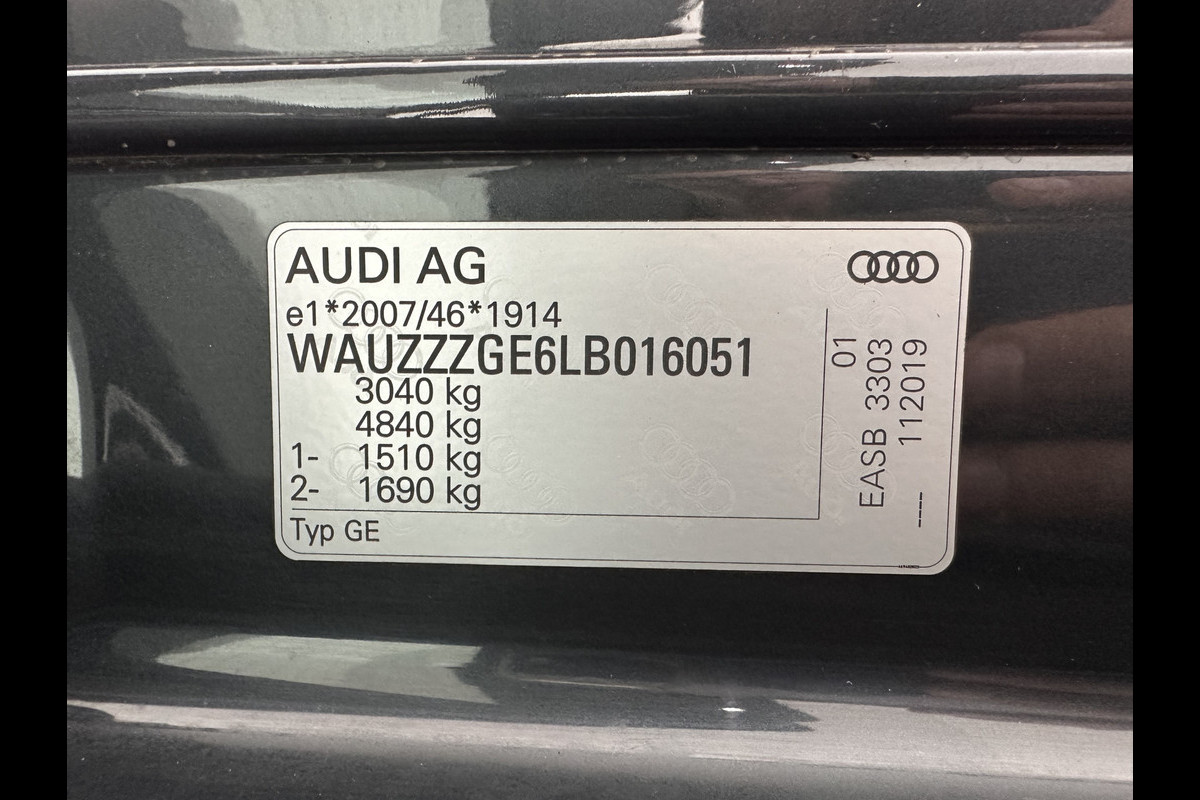 AUDI AG
e1*2007/46*1914
WAUZZZGE6LB016051
3040 kg
4840 kg
1- 1510 kg
2- 1690 kg
Typ GE
01
EASB 3303
112019
----